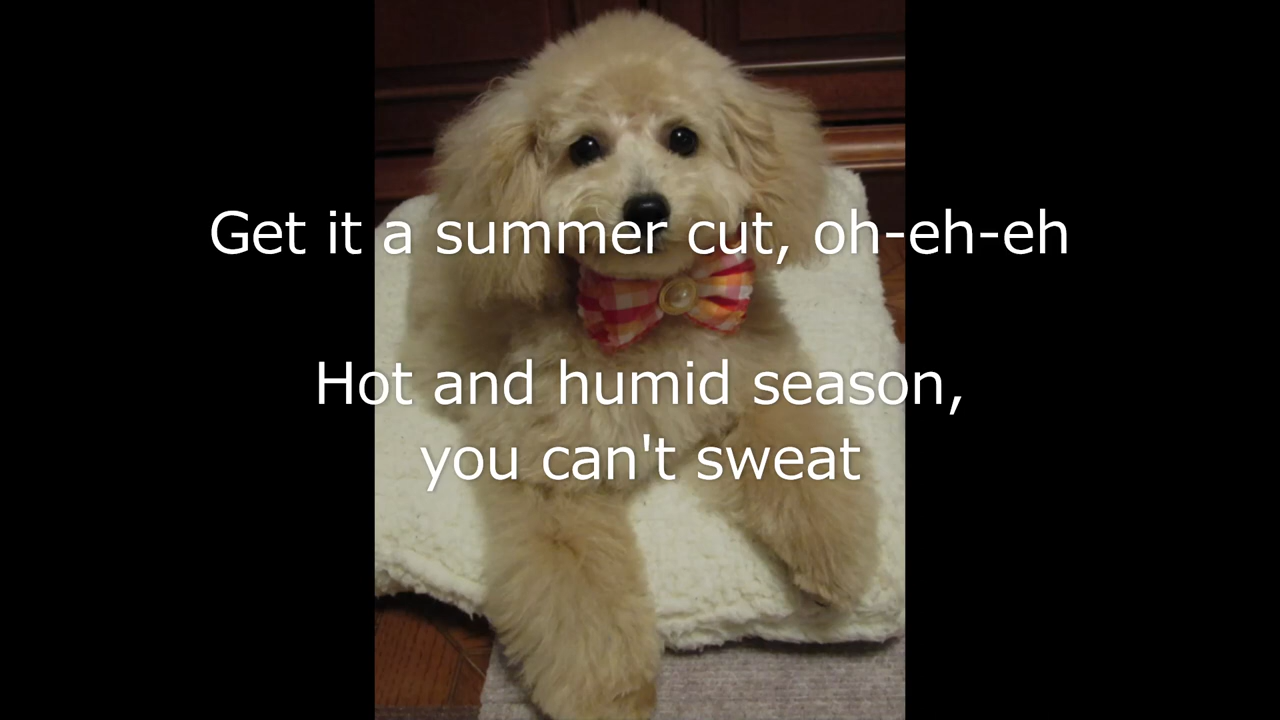 Get it a summer cut, oh-eh-eh
Hot and humid season,
you can't sweat